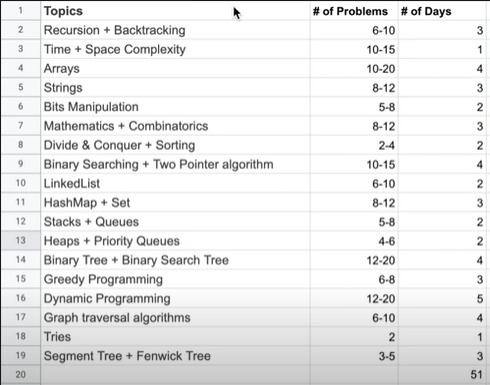 1 Topics # of Problems # of Days
2 Recursion + Backtracking 6-10 3
3 Time + Space Complexity 10-15 1
4 Arrays 10-20 4
5 Strings 8-12 3
6 Bits Manipulation 5-8 2
7 Mathematics + Combinatorics 8-12 3
8 Divide & Conquer + Sorting 2-4 2
9 Binary Searching + Two Pointer algorithm 10-15 4
10 LinkedList 6-10 2
11 HashMap + Set 8-12 3
12 Stacks + Queues 5-8 2
13 Heaps + Priority Queues 4-6 2
14 Binary Tree + Binary Search Tree 12-20 4
15 Greedy Programming 6-8 3
16 Dynamic Programming 12-20 5
17 Graph traversal algorithms 6-10 4
18 Tries 2 1
19 Segment Tree + Fenwick Tree 3-5 3
20 51